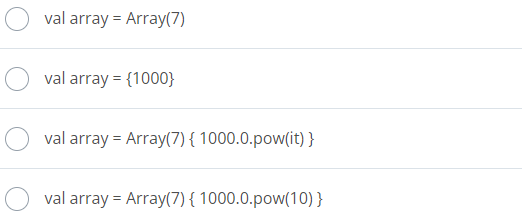 val array = Array(7)
val array = {1000}
val array = Array(7) { 1000.0.pow(it) }
val array = Array(7) { 1000.0.pow(10) }